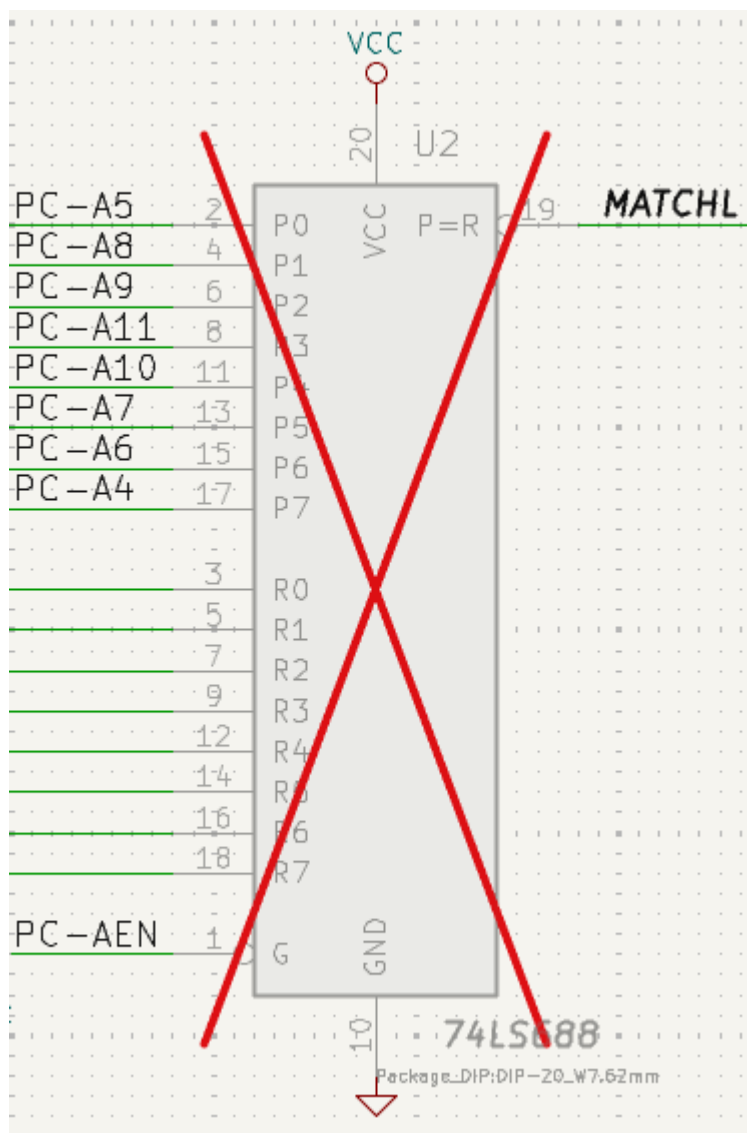 VCC
20
U2
PC-A5 2 P0 VCC P=R 19 MATCHL
PC-A8 4 P1
PC-A9 6 P2
PC-A11 8 P3
PC-A10 11 P4
PC-A7 13 P5
PC-A6 15 P6
PC-A4 17 P7
3 R0
5 R1
7 R2
9 R3
12 R4
14 R5
16 R6
18 R7
PC-AEN 1 G GND
10
74LS688
Package_DIP:DIP-20_W7.62mm